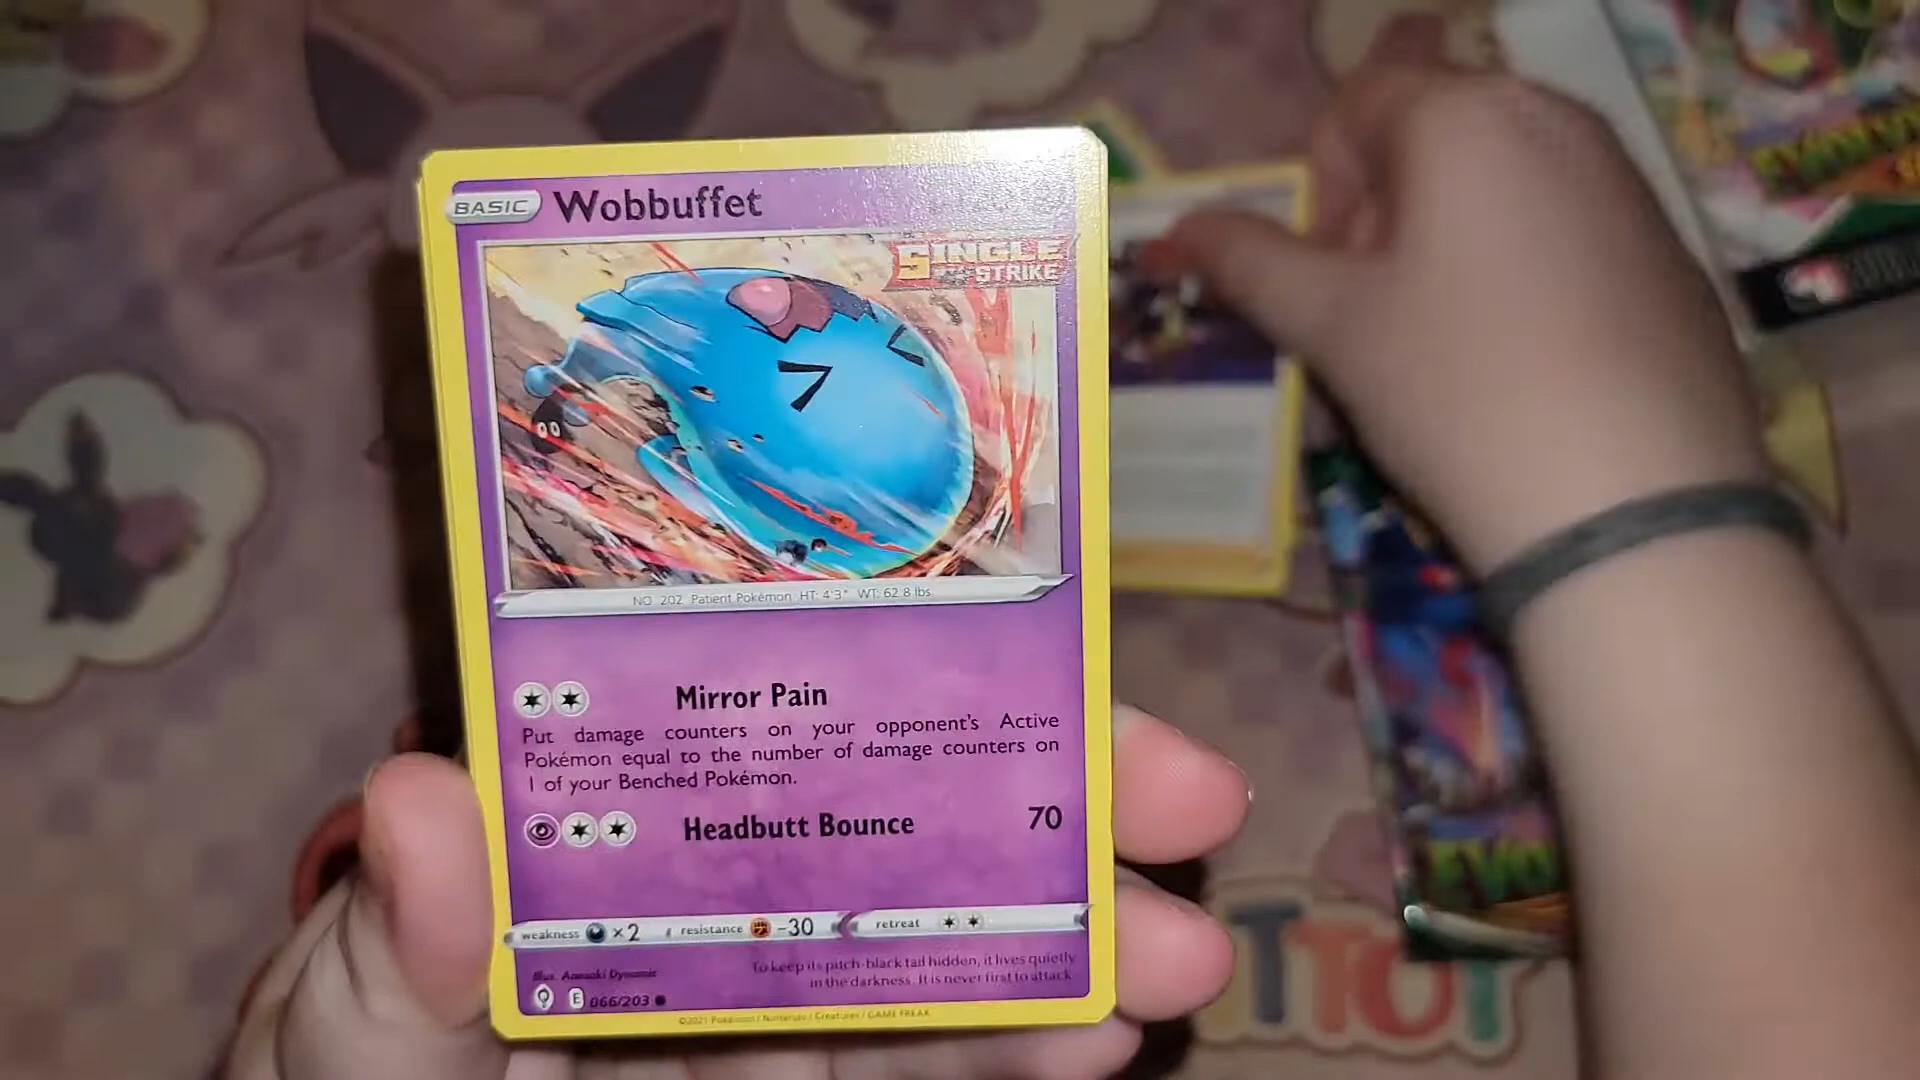 BASIC Wobbuffet
SINGLE
STRIKE
NO. 202 Patient Pokémon HT: 4'3" WT: 62.8 lbs.
Mirror Pain
Put damage counters on your opponent's Active
Pokémon equal to the number of damage counters on
1 of your Benched Pokémon.
Headbutt Bounce 70
weakness ×2 resistance -30 retreat
Illus. Anesaki Dynamic
To keep its pitch-black tail hidden, it lives quietly
in the darkness. It is never first to attack.
E 066/203
©2021 Pokémon / Nintendo / Creatures / GAME FREAK
EVO
TTOT